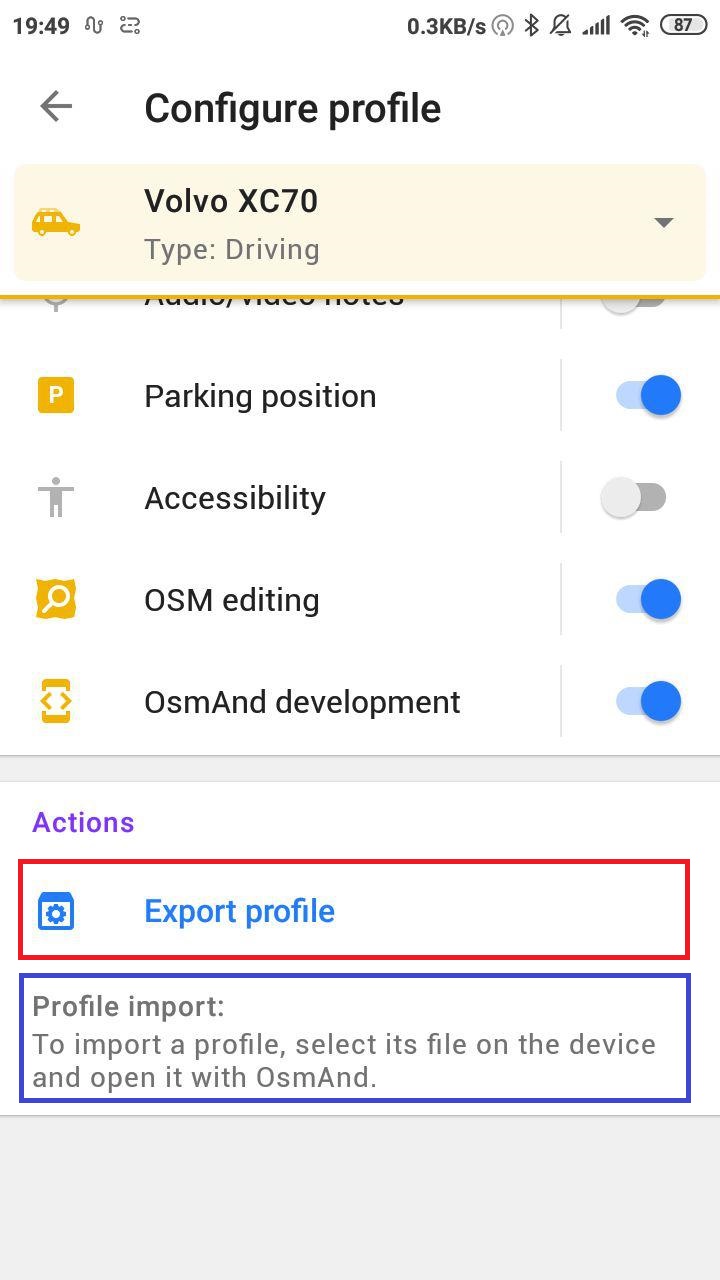 19:49 0.3KB/s 87
Configure profile
Volvo XC70
Type: Driving
Audio/video notes
P Parking position
Accessibility
OSM editing
OsmAnd development
Actions
Export profile
Profile import:
To import a profile, select its file on the device
and open it with OsmAnd.